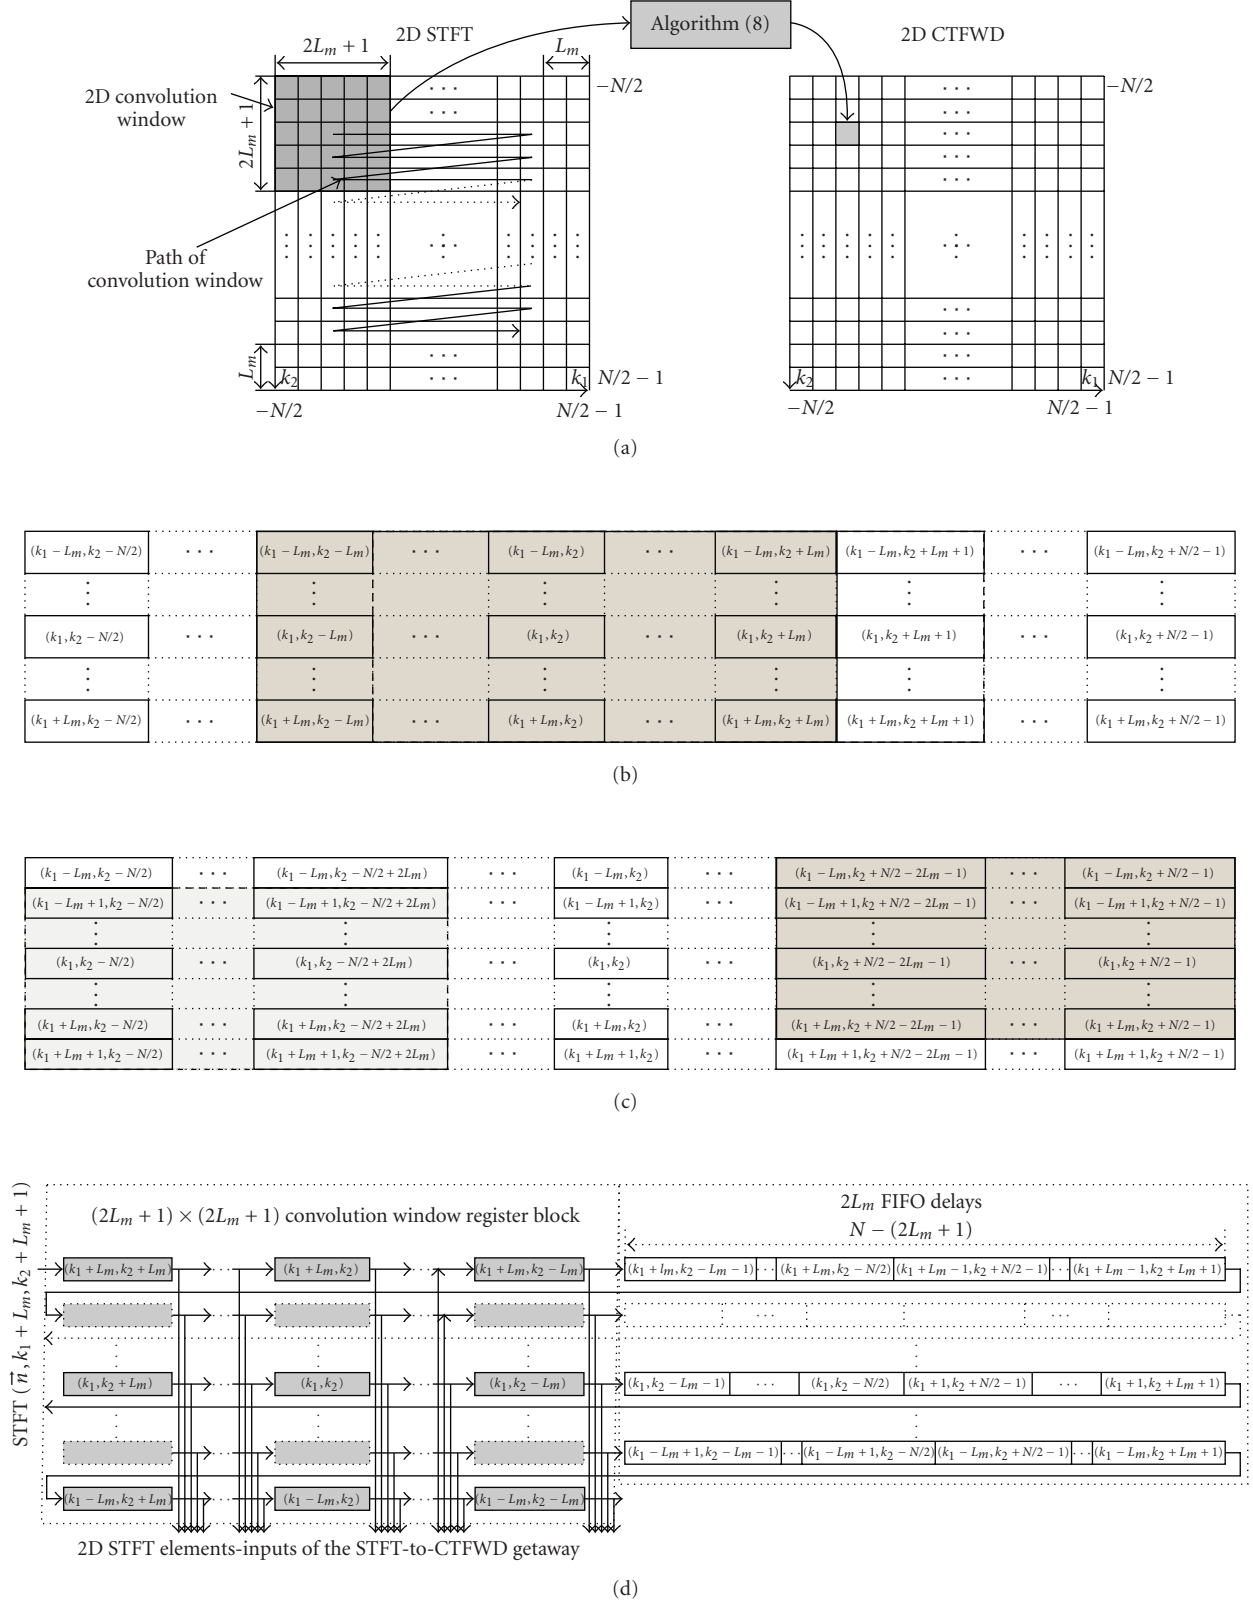 Algorithm (8)
2D STFT
2D CTFWD
2L_m + 1
L_m
−N/2
−N/2
2D convolution
window
2L_m + 1
Path of
convolution window
L_m
k_2
k_1
N/2 − 1
−N/2
N/2 − 1
k_2
k_1
N/2 − 1
−N/2
N/2 − 1
(a)
(k_1 − L_m, k_2 − N/2) ··· (k_1 − L_m, k_2 − L_m) ··· (k_1 − L_m, k_2) ··· (k_1 − L_m, k_2 + L_m) (k_1 − L_m, k_2 + L_m + 1) ··· (k_1 − L_m, k_2 + N/2 − 1)
(k_1, k_2 − N/2) ··· (k_1, k_2 − L_m) ··· (k_1, k_2) ··· (k_1, k_2 + L_m) (k_1, k_2 + L_m + 1) ··· (k_1, k_2 + N/2 − 1)
(k_1 + L_m, k_2 − N/2) ··· (k_1 + L_m, k_2 − L_m) ··· (k_1 + L_m, k_2) ··· (k_1 + L_m, k_2 + L_m) (k_1 + L_m, k_2 + L_m + 1) ··· (k_1 + L_m, k_2 + N/2 − 1)
(b)
(k_1 − L_m, k_2 − N/2) ··· (k_1 − L_m, k_2 − N/2 + 2L_m) ··· (k_1 − L_m, k_2) ··· (k_1 − L_m, k_2 + N/2 − 2L_m − 1) ··· (k_1 − L_m, k_2 + N/2 − 1)
(k_1 − L_m + 1, k_2 − N/2) ··· (k_1 − L_m + 1, k_2 − N/2 + 2L_m) ··· (k_1 − L_m + 1, k_2) ··· (k_1 − L_m + 1, k_2 + N/2 − 2L_m − 1) ··· (k_1 − L_m + 1, k_2 + N/2 − 1)
(k_1, k_2 − N/2) ··· (k_1, k_2 − N/2 + 2L_m) ··· (k_1, k_2) ··· (k_1, k_2 + N/2 − 2L_m − 1) ··· (k_1, k_2 + N/2 − 1)
(k_1 + L_m, k_2 − N/2) ··· (k_1 + L_m, k_2 − N/2 + 2L_m) ··· (k_1 + L_m, k_2) ··· (k_1 + L_m, k_2 + N/2 − 2L_m − 1) ··· (k_1 + L_m, k_2 + N/2 − 1)
(k_1 + L_m + 1, k_2 − N/2) ··· (k_1 + L_m + 1, k_2 − N/2 + 2L_m) ··· (k_1 + L_m + 1, k_2) ··· (k_1 + L_m + 1, k_2 + N/2 − 2L_m − 1) ··· (k_1 + L_m + 1, k_2 + N/2 − 1)
(c)
STFT (n⃗, k_1 + L_m, k_2 + L_m + 1)
(2L_m + 1) × (2L_m + 1) convolution window register block
2L_m FIFO delays
N − (2L_m + 1)
(k_1 + L_m, k_2 + L_m) ··· (k_1 + L_m, k_2) ··· (k_1 + L_m, k_2 − L_m) (k_1 + l_m, k_2 − L_m − 1) ··· (k_1 + L_m, k_2 − N/2) (k_1 + L_m − 1, k_2 + N/2 − 1) ··· (k_1 + L_m − 1, k_2 + L_m + 1)
(k_1, k_2 + L_m) ··· (k_1, k_2) ··· (k_1, k_2 − L_m) (k_1, k_2 − L_m − 1) ··· (k_1, k_2 − N/2) (k_1 + 1, k_2 + N/2 − 1) ··· (k_1 + 1, k_2 + L_m + 1)
(k_1 − L_m + 1, k_2 − L_m − 1) ··· (k_1 − L_m + 1, k_2 − N/2) (k_1 − L_m, k_2 + N/2 − 1) ··· (k_1 − L_m, k_2 + L_m + 1)
(k_1 − L_m, k_2 + L_m) ··· (k_1 − L_m, k_2) ··· (k_1 − L_m, k_2 − L_m)
2D STFT elements-inputs of the STFT-to-CTFWD getaway
(d)